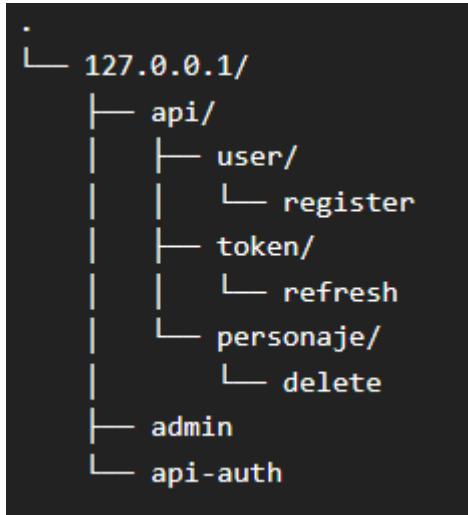 .
└── 127.0.0.1/
    ├── api/
    │   ├── user/
    │   │   └── register
    │   ├── token/
    │   │   └── refresh
    │   └── personaje/
    │       └── delete
    ├── admin
    └── api-auth